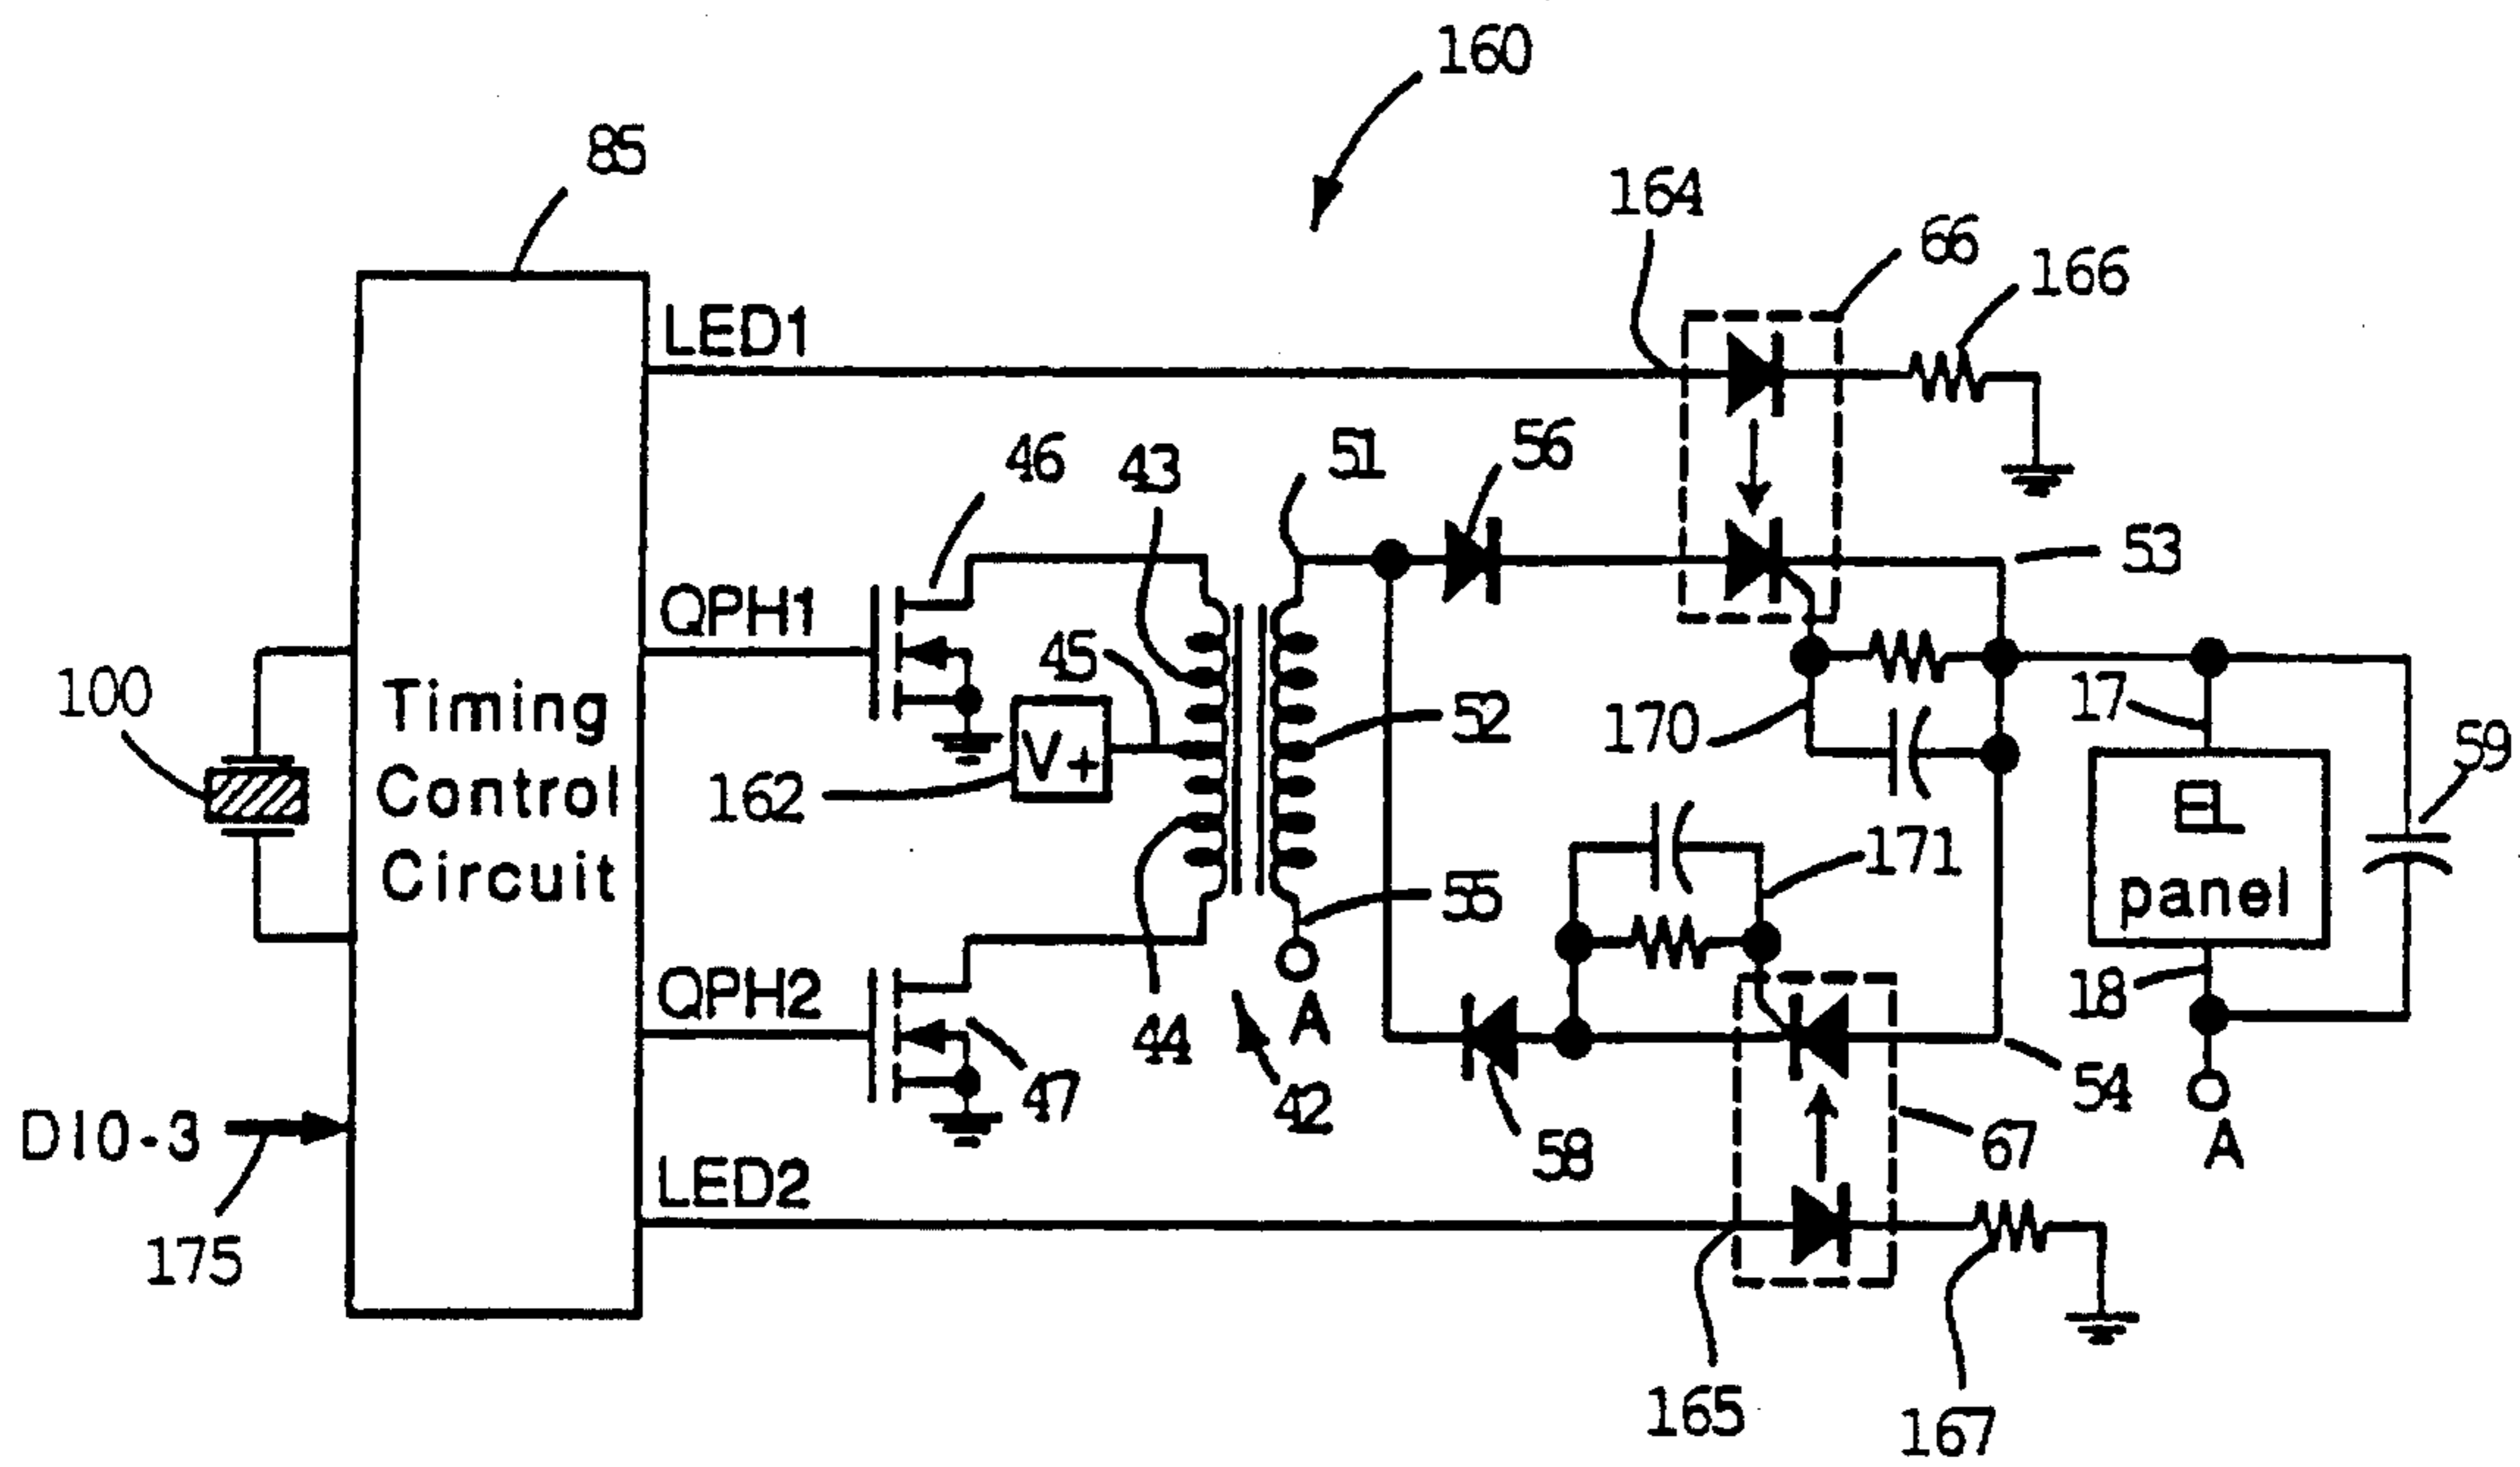 160
85
164
66
166
LED1
46
43
51
56
53
QPH1
45
100
Timing
Control
Circuit
V+
162
52
170
17
59
EL
panel
171
55
QPH2
44
A
42
18
47
58
54
67
A
DIO-3
175
LED2
165
167